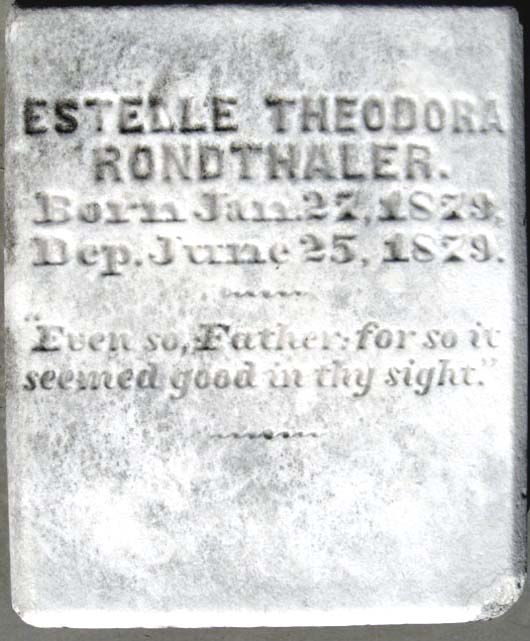 ESTELLE THEODORA
RONDTHALER.
Born Jan. 27, 1879,
Dep. June 25, 1879.
"Even so, Father: for so it
seemed good in thy sight."